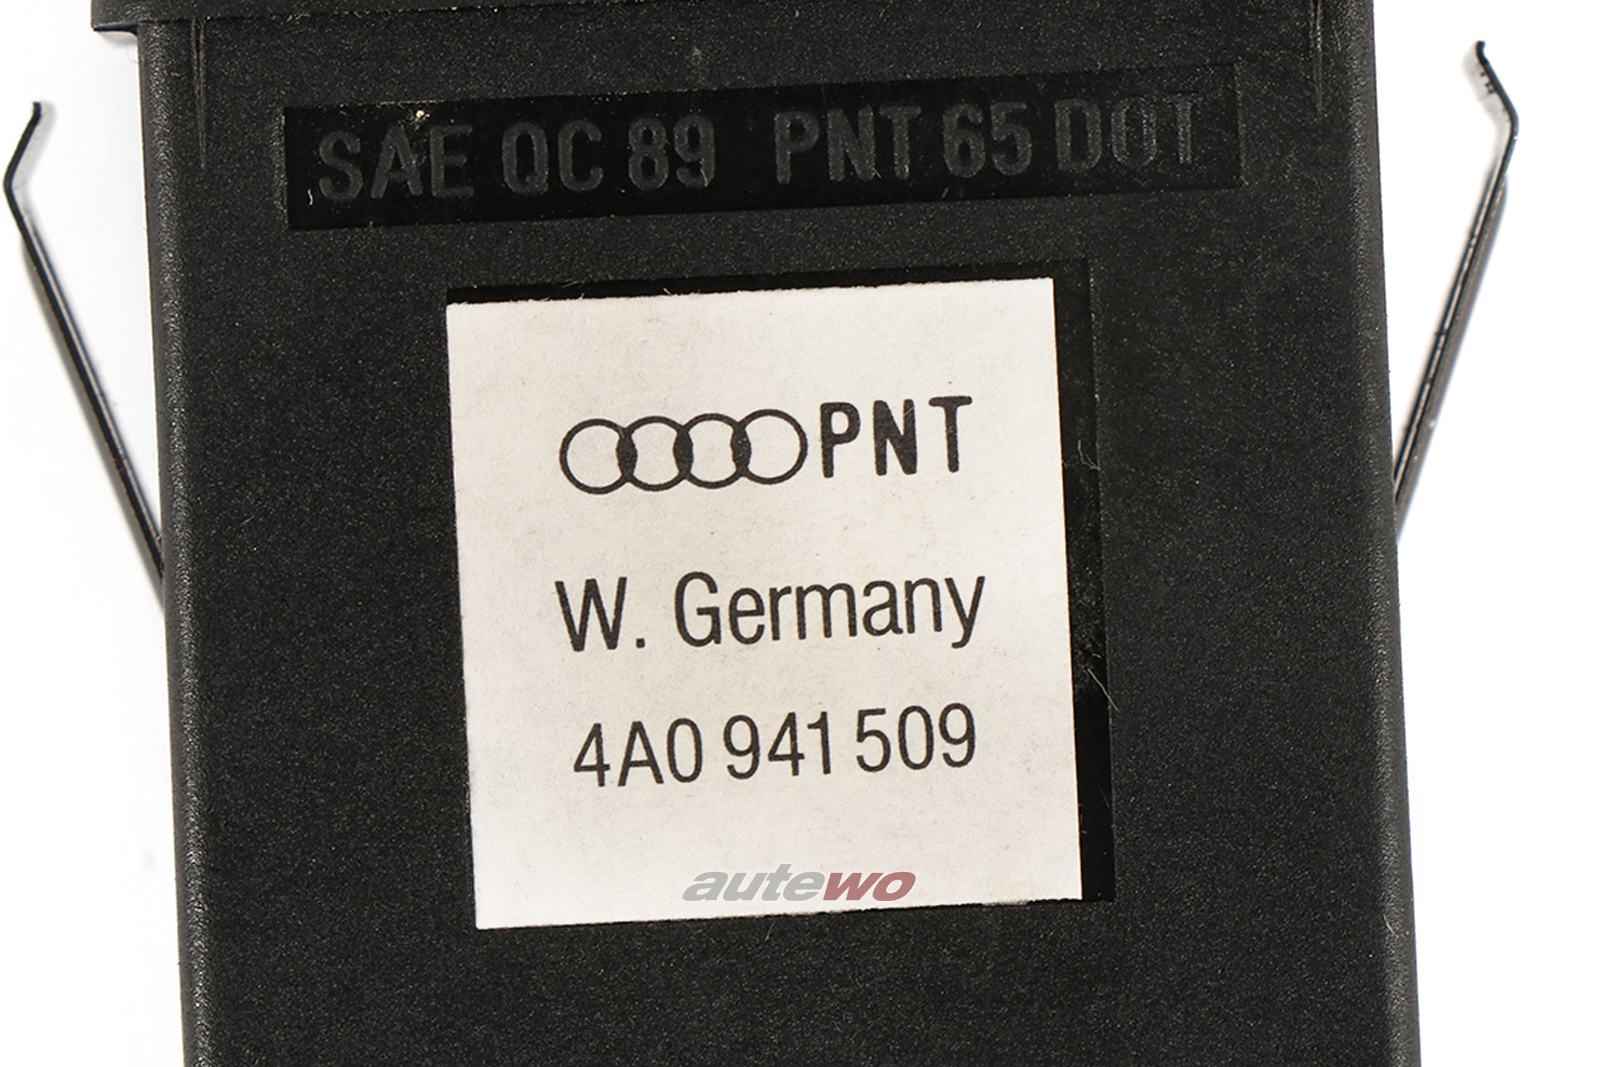 SAE QC 89 PNT 65 DOT
PNT
W. Germany
4A0 941 509
autewo